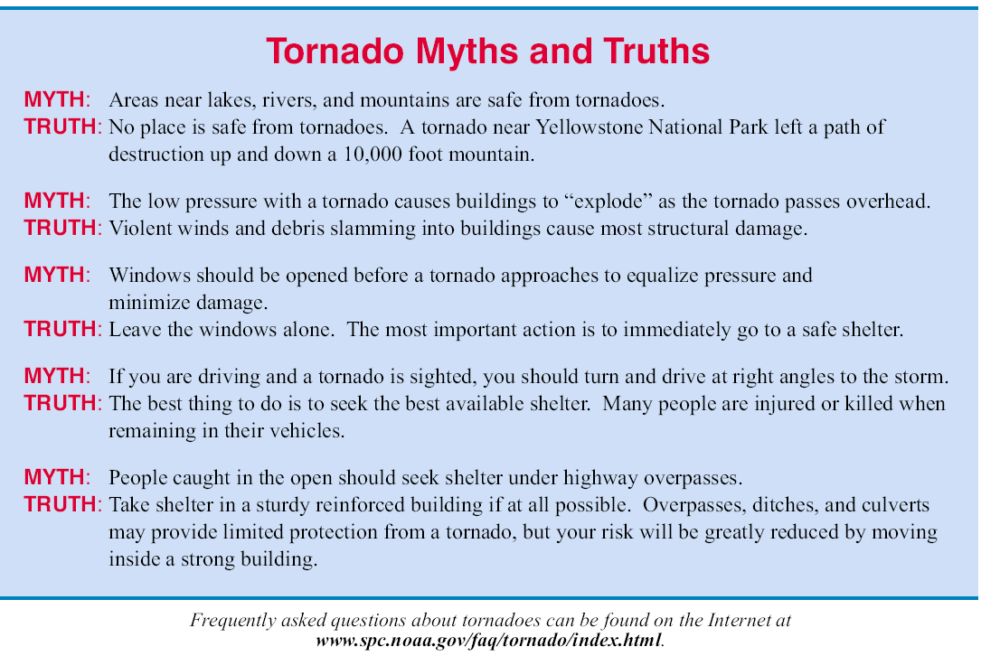 Tornado Myths and Truths
MYTH: Areas near lakes, rivers, and mountains are safe from tornadoes.
TRUTH: No place is safe from tornadoes. A tornado near Yellowstone National Park left a path of
destruction up and down a 10,000 foot mountain.
MYTH: The low pressure with a tornado causes buildings to “explode” as the tornado passes overhead.
TRUTH: Violent winds and debris slamming into buildings cause most structural damage.
MYTH: Windows should be opened before a tornado approaches to equalize pressure and
minimize damage.
TRUTH: Leave the windows alone. The most important action is to immediately go to a safe shelter.
MYTH: If you are driving and a tornado is sighted, you should turn and drive at right angles to the storm.
TRUTH: The best thing to do is to seek the best available shelter. Many people are injured or killed when
remaining in their vehicles.
MYTH: People caught in the open should seek shelter under highway overpasses.
TRUTH: Take shelter in a sturdy reinforced building if at all possible. Overpasses, ditches, and culverts
may provide limited protection from a tornado, but your risk will be greatly reduced by moving
inside a strong building.
Frequently asked questions about tornadoes can be found on the Internet at
www.spc.noaa.gov/faq/tornado/index.html.